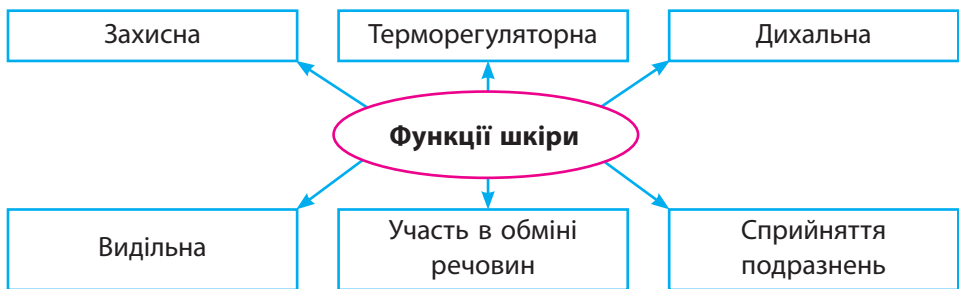 Захисна
Терморегуляторна
Дихальна
Функції шкіри
Видільна
Участь в обміні
речовин
Сприйняття
подразнень